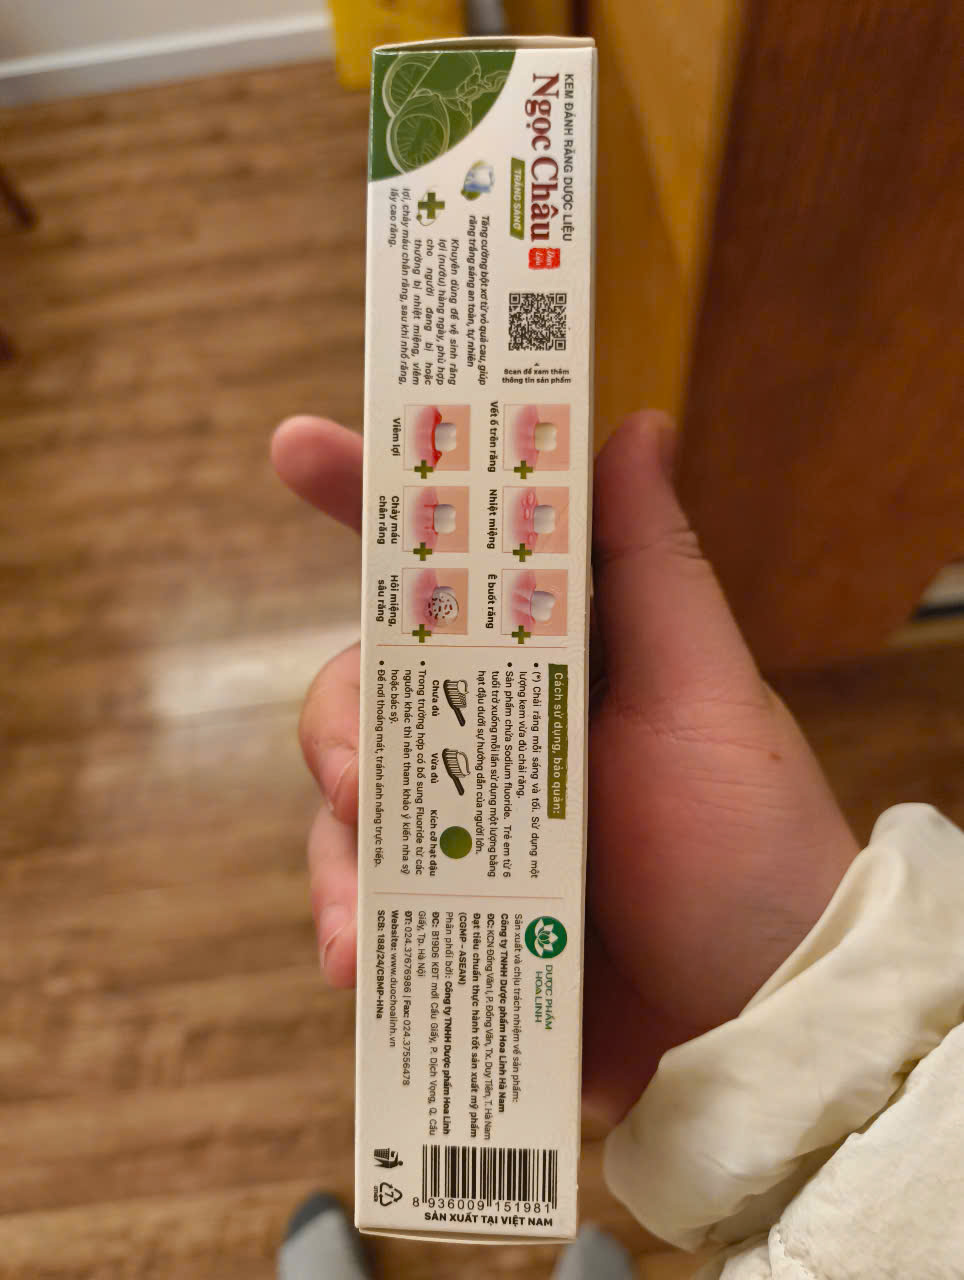 KEM ĐÁNH RĂNG DƯỢC LIỆU
Ngọc Châu
Dược
Liệu
TRẮNG SÁNG
Scan để xem thêm
thông tin sản phẩm
Tăng cường bột xơ từ vỏ quả cau, giúp
răng trắng sáng an toàn, tự nhiên
Khuyên dùng để vệ sinh răng
lợi (nướu) hàng ngày, phù hợp
cho người đang bị hoặc
thường bị nhiệt miệng, viêm
lợi, chảy máu chân răng, sau khi nhổ răng,
lấy cao răng.
Vết ố trên răng
Nhiệt miệng
Ê buốt răng
Viêm lợi
Chảy máu
chân răng
Hôi miệng,
sâu răng
Cách sử dụng, bảo quản:
• (*) Chải răng mỗi sáng và tối. Sử dụng một
lượng kem vừa đủ chải răng.
• Sản phẩm chứa Sodium fluoride. Trẻ em từ 6
tuổi trở xuống mỗi lần sử dụng một lượng bằng
hạt đậu dưới sự hướng dẫn của người lớn.
Chưa đủ
Vừa đủ
Kích cỡ hạt đậu
• Trong trường hợp có bổ sung Fluoride từ các
nguồn khác thì nên tham khảo ý kiến nha sỹ
hoặc bác sỹ.
• Để nơi thoáng mát, tránh ánh nắng trực tiếp.
DƯỢC PHẨM
HOA LINH
Sản xuất và chịu trách nhiệm về sản phẩm:
Công ty TNHH Dược phẩm Hoa Linh Hà Nam
ĐC: KCN Đồng Văn I, P. Đồng Văn, Tx. Duy Tiên, T. Hà Nam
Đạt tiêu chuẩn thực hành tốt sản xuất mỹ phẩm
(CGMP - ASEAN)
Phân phối bởi: Công ty TNHH Dược phẩm Hoa Linh
ĐC: B19D6 KĐT mới Cầu Giấy, P. Dịch Vọng, Q. Cầu
Giấy, Tp. Hà Nội
ĐT: 024.37676986 | Fax: 024.37556478
Website: www.duochoalinh.vn
SCB: 188/24/CBMP-HNa
8 936009 151981
SẢN XUẤT TẠI VIỆT NAM
7